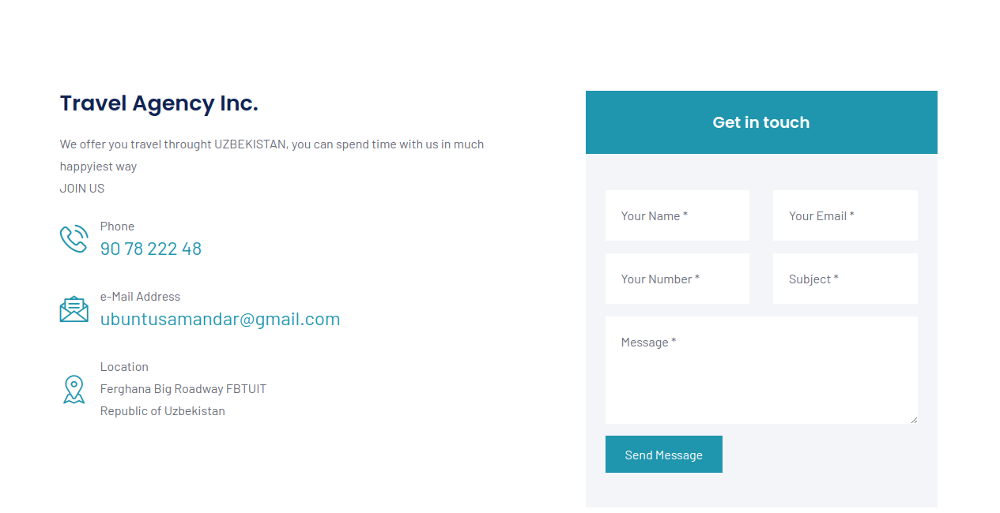 Travel Agency Inc.
We offer you travel throught UZBEKISTAN, you can spend time with us in much
happyiest way
JOIN US
Phone
90 78 222 48
e-Mail Address
ubuntusamandar@gmail.com
Location
Ferghana Big Roadway FBTUIT
Republic of Uzbekistan
Get in touch
Your Name *
Your Email *
Your Number *
Subject *
Message *
Send Message